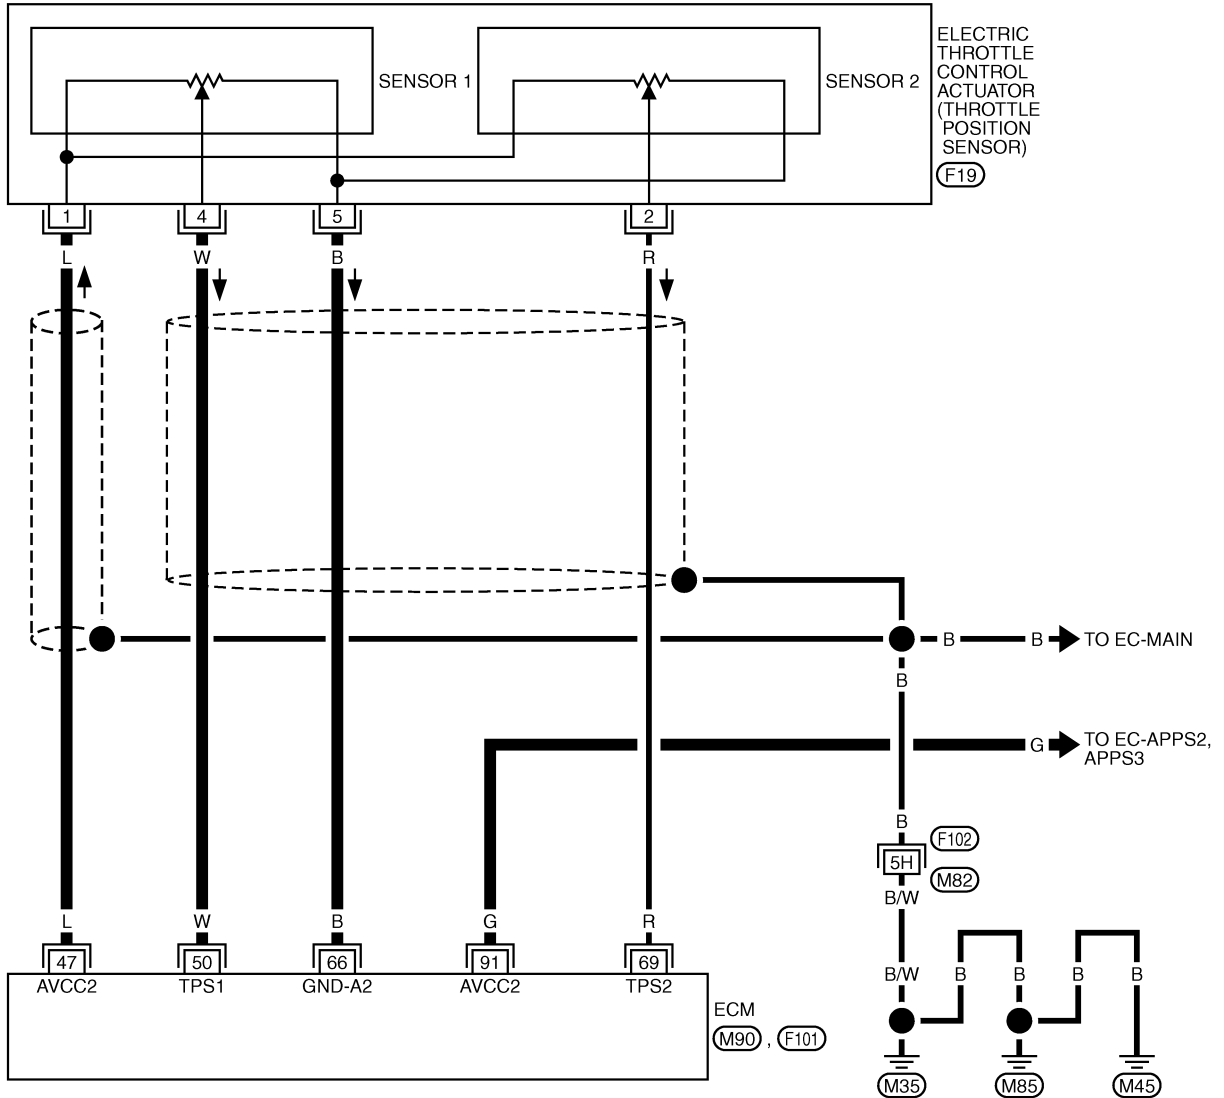 SENSOR 1
SENSOR 2
ELECTRIC
THROTTLE
CONTROL
ACTUATOR
(THROTTLE
POSITION
SENSOR)
F19
1
4
5
2
L
W
B
R
B
B
TO EC-MAIN
B
G
TO EC-APPS2,
APPS3
B
F102
5H
M82
B/W
L
W
B
G
R
47
50
66
91
69
AVCC2
TPS1
GND-A2
AVCC2
TPS2
B/W
B
B
B
B
ECM
M90 , F101
M35
M85
M45